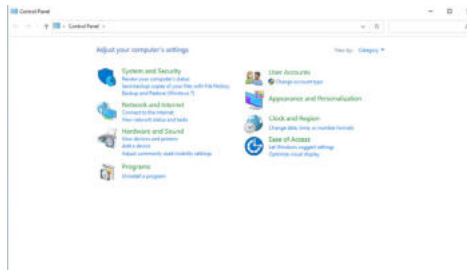 Control Panel
Control Panel
Adjust your computer's settings
View by: Category
System and Security
Review your computer's status
Save backup copies of your files with File History
Backup and Restore (Windows 7)
Network and Internet
Connect to the Internet
View network status and tasks
Hardware and Sound
View devices and printers
Add a device
Adjust commonly used mobility settings
Programs
Uninstall a program
User Accounts
Change account type
Appearance and Personalization
Clock and Region
Change date, time, or number formats
Ease of Access
Let Windows suggest settings
Optimize visual display